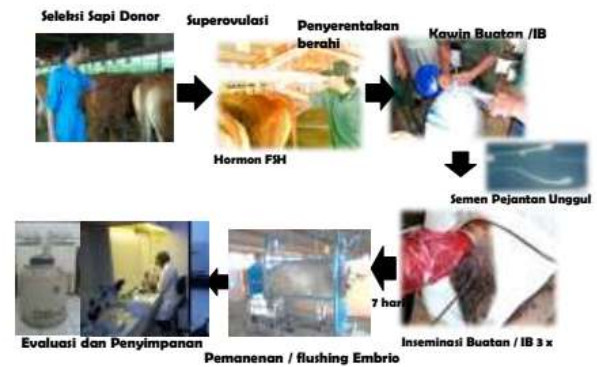 Seleksi Sapi Donor
Superovulasi
Penyerentakan
berahi
Kawin Buatan /IB
Hormon FSH
Semen Pejantan Unggul
7 hari
Inseminasi Buatan / IB 3 x
Pemanenan / flushing Embrio
Evaluasi dan Penyimpanan